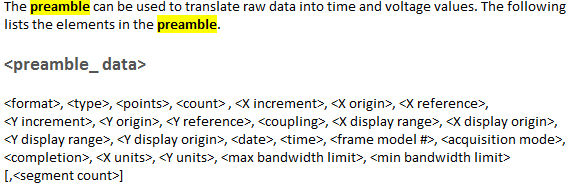 The preamble can be used to translate raw data into time and voltage values. The following
lists the elements in the preamble.
<preamble_ data>
<format>, <type>, <points>, <count> , <X increment>, <X origin>, <X reference>,
<Y increment>, <Y origin>, <Y reference>, <coupling>, <X display range>, <X display origin>,
<Y display range>, <Y display origin>, <date>, <time>, <frame model #>, <acquisition mode>,
<completion>, <X units>, <Y units>, <max bandwidth limit>, <min bandwidth limit>
[,<segment count>]